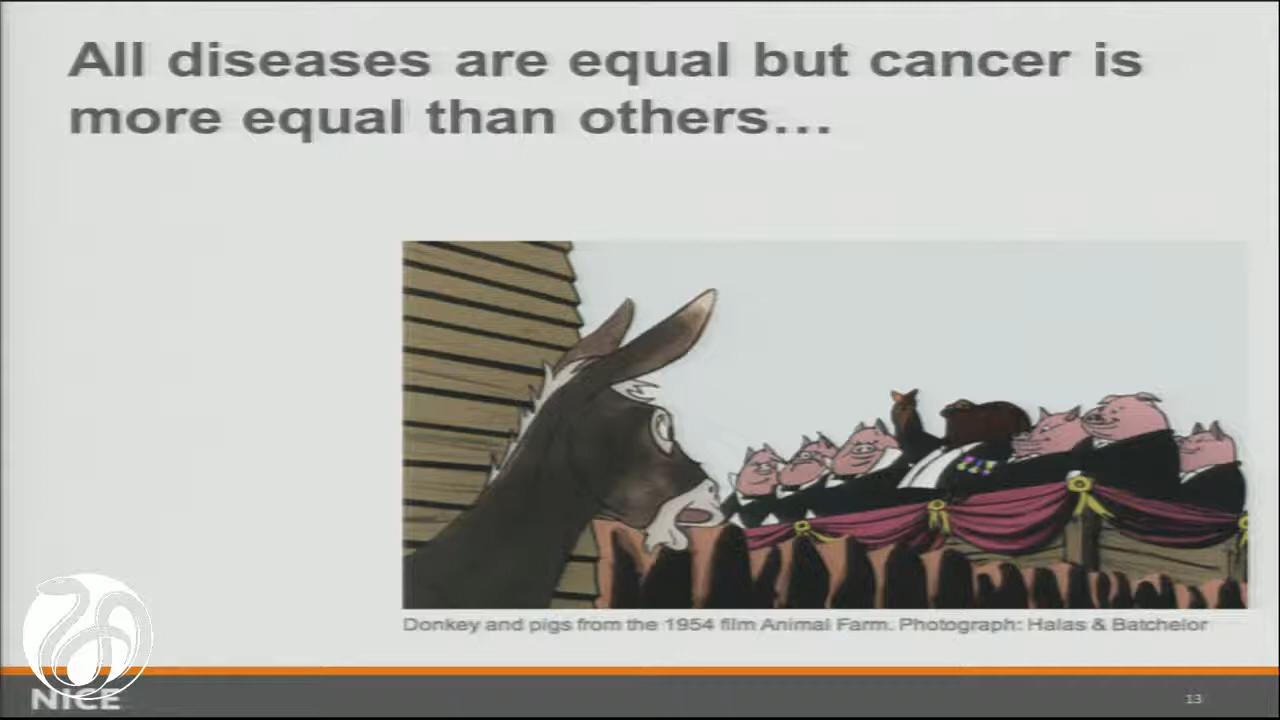 All diseases are equal but cancer is
more equal than others...
Donkey and pigs from the 1954 film Animal Farm. Photograph: Halas & Batchelor
NICE
13